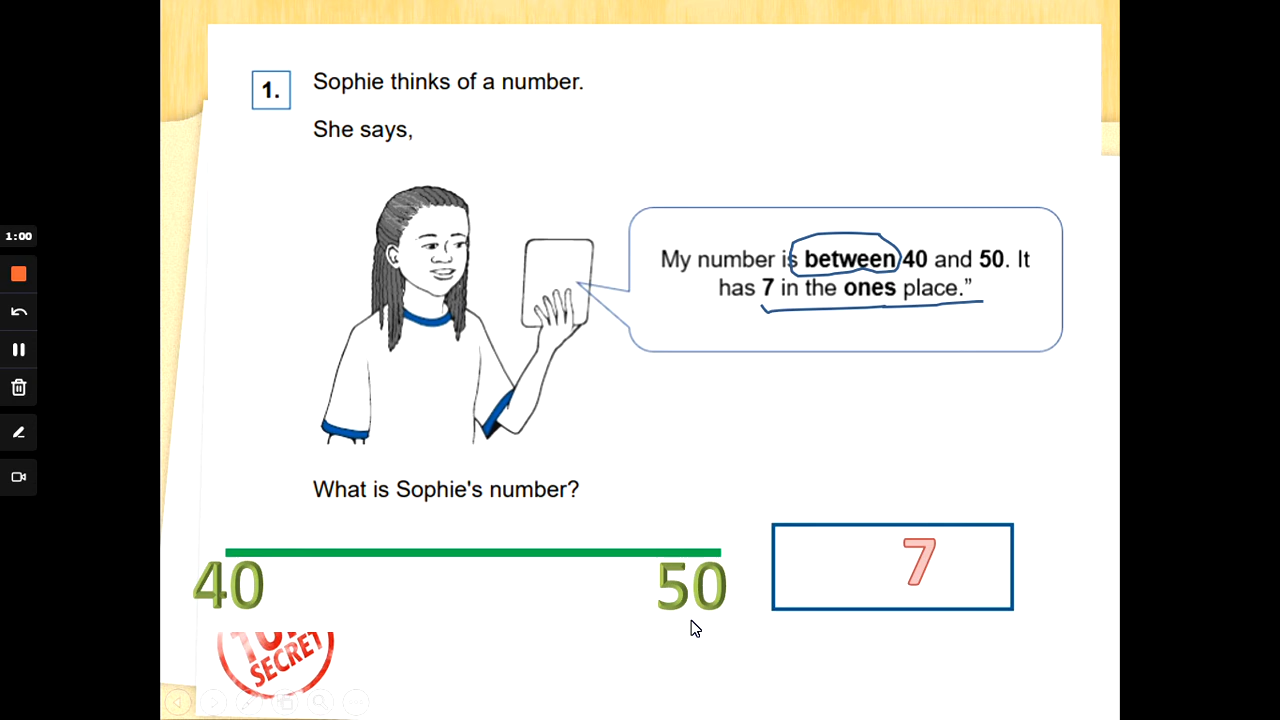 1.
Sophie thinks of a number.
She says,
1:00
My number is between 40 and 50. It
has 7 in the ones place.”
What is Sophie's number?
7
40
50
SECRET